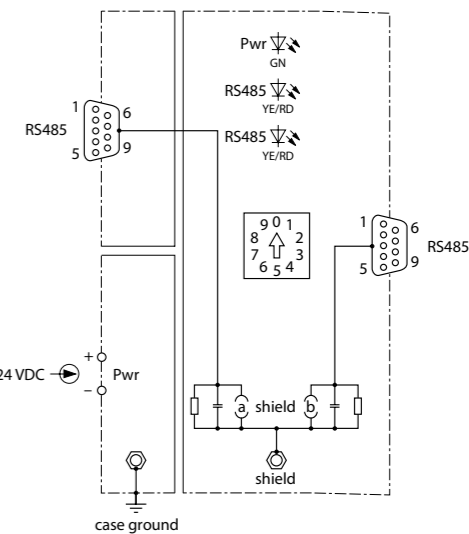 Pwr
GN
RS485
YE/RD
RS485
YE/RD
1
6
RS485
5
9
9 0 1
8 2
7 3
6 5 4
1
6
RS485
5
9
+
24 VDC
Pwr
–
a shield b
shield
case ground